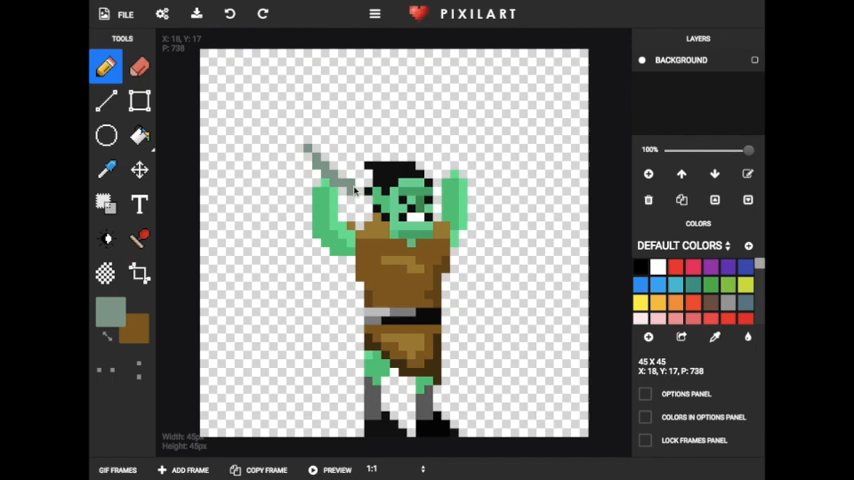 FILE
PIXILART
TOOLS
X: 18, Y: 17
P: 738
LAYERS
BACKGROUND
100%
COLORS
DEFAULT COLORS
45 X 45
X: 18, Y: 17, P: 738
OPTIONS PANEL
COLORS IN OPTIONS PANEL
LOCK FRAMES PANEL
T
Width: 45px
Height: 45px
GIF FRAMES
ADD FRAME
COPY FRAME
PREVIEW
1:1